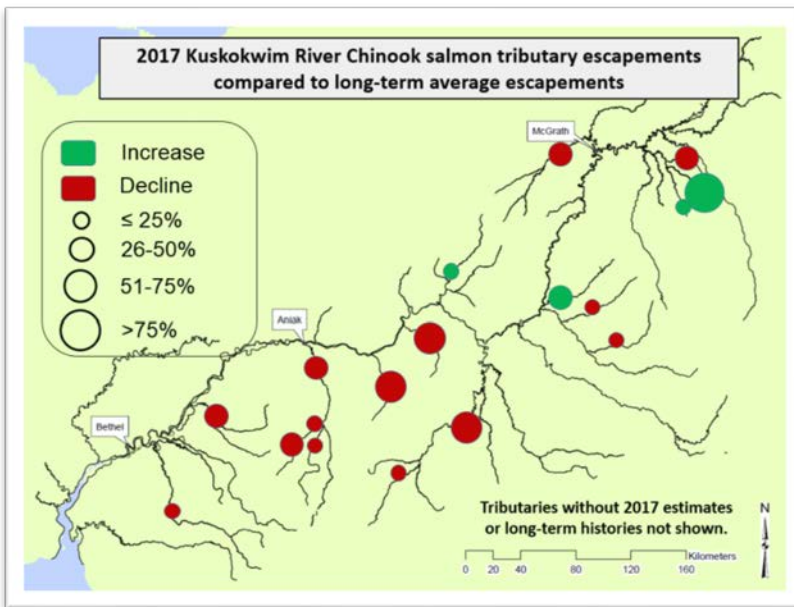 2017 Kuskokwim River Chinook salmon tributary escapements
compared to long-term average escapements
McGrath
Increase
Decline
≤ 25%
26-50%
51-75%
>75%
Aniak
Bethel
Tributaries without 2017 estimates
or long-term histories not shown.
N
Kilometers
0 20 40 80 120 160